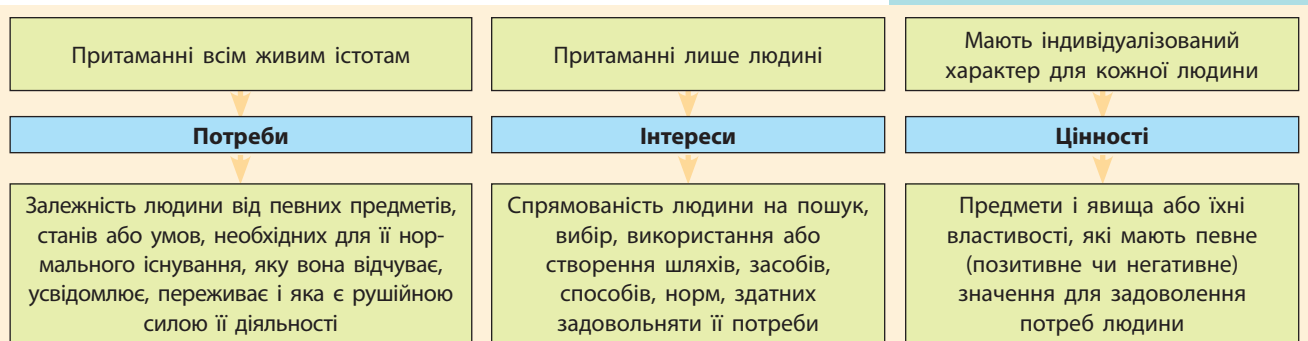 Притаманні всім живим істотам
Потреби
Залежність людини від певних предметів,
станів або умов, необхідних для її нор-
мального існування, яку вона відчуває,
усвідомлює, переживає і яка є рушійною
силою її діяльності
Притаманні лише людині
Інтереси
Спрямованість людини на пошук,
вибір, використання або
створення шляхів, засобів,
способів, норм, здатних
задовольняти її потреби
Мають індивідуалізований
характер для кожної людини
Цінності
Предмети і явища або їхні
властивості, які мають певне
(позитивне чи негативне)
значення для задоволення
потреб людини